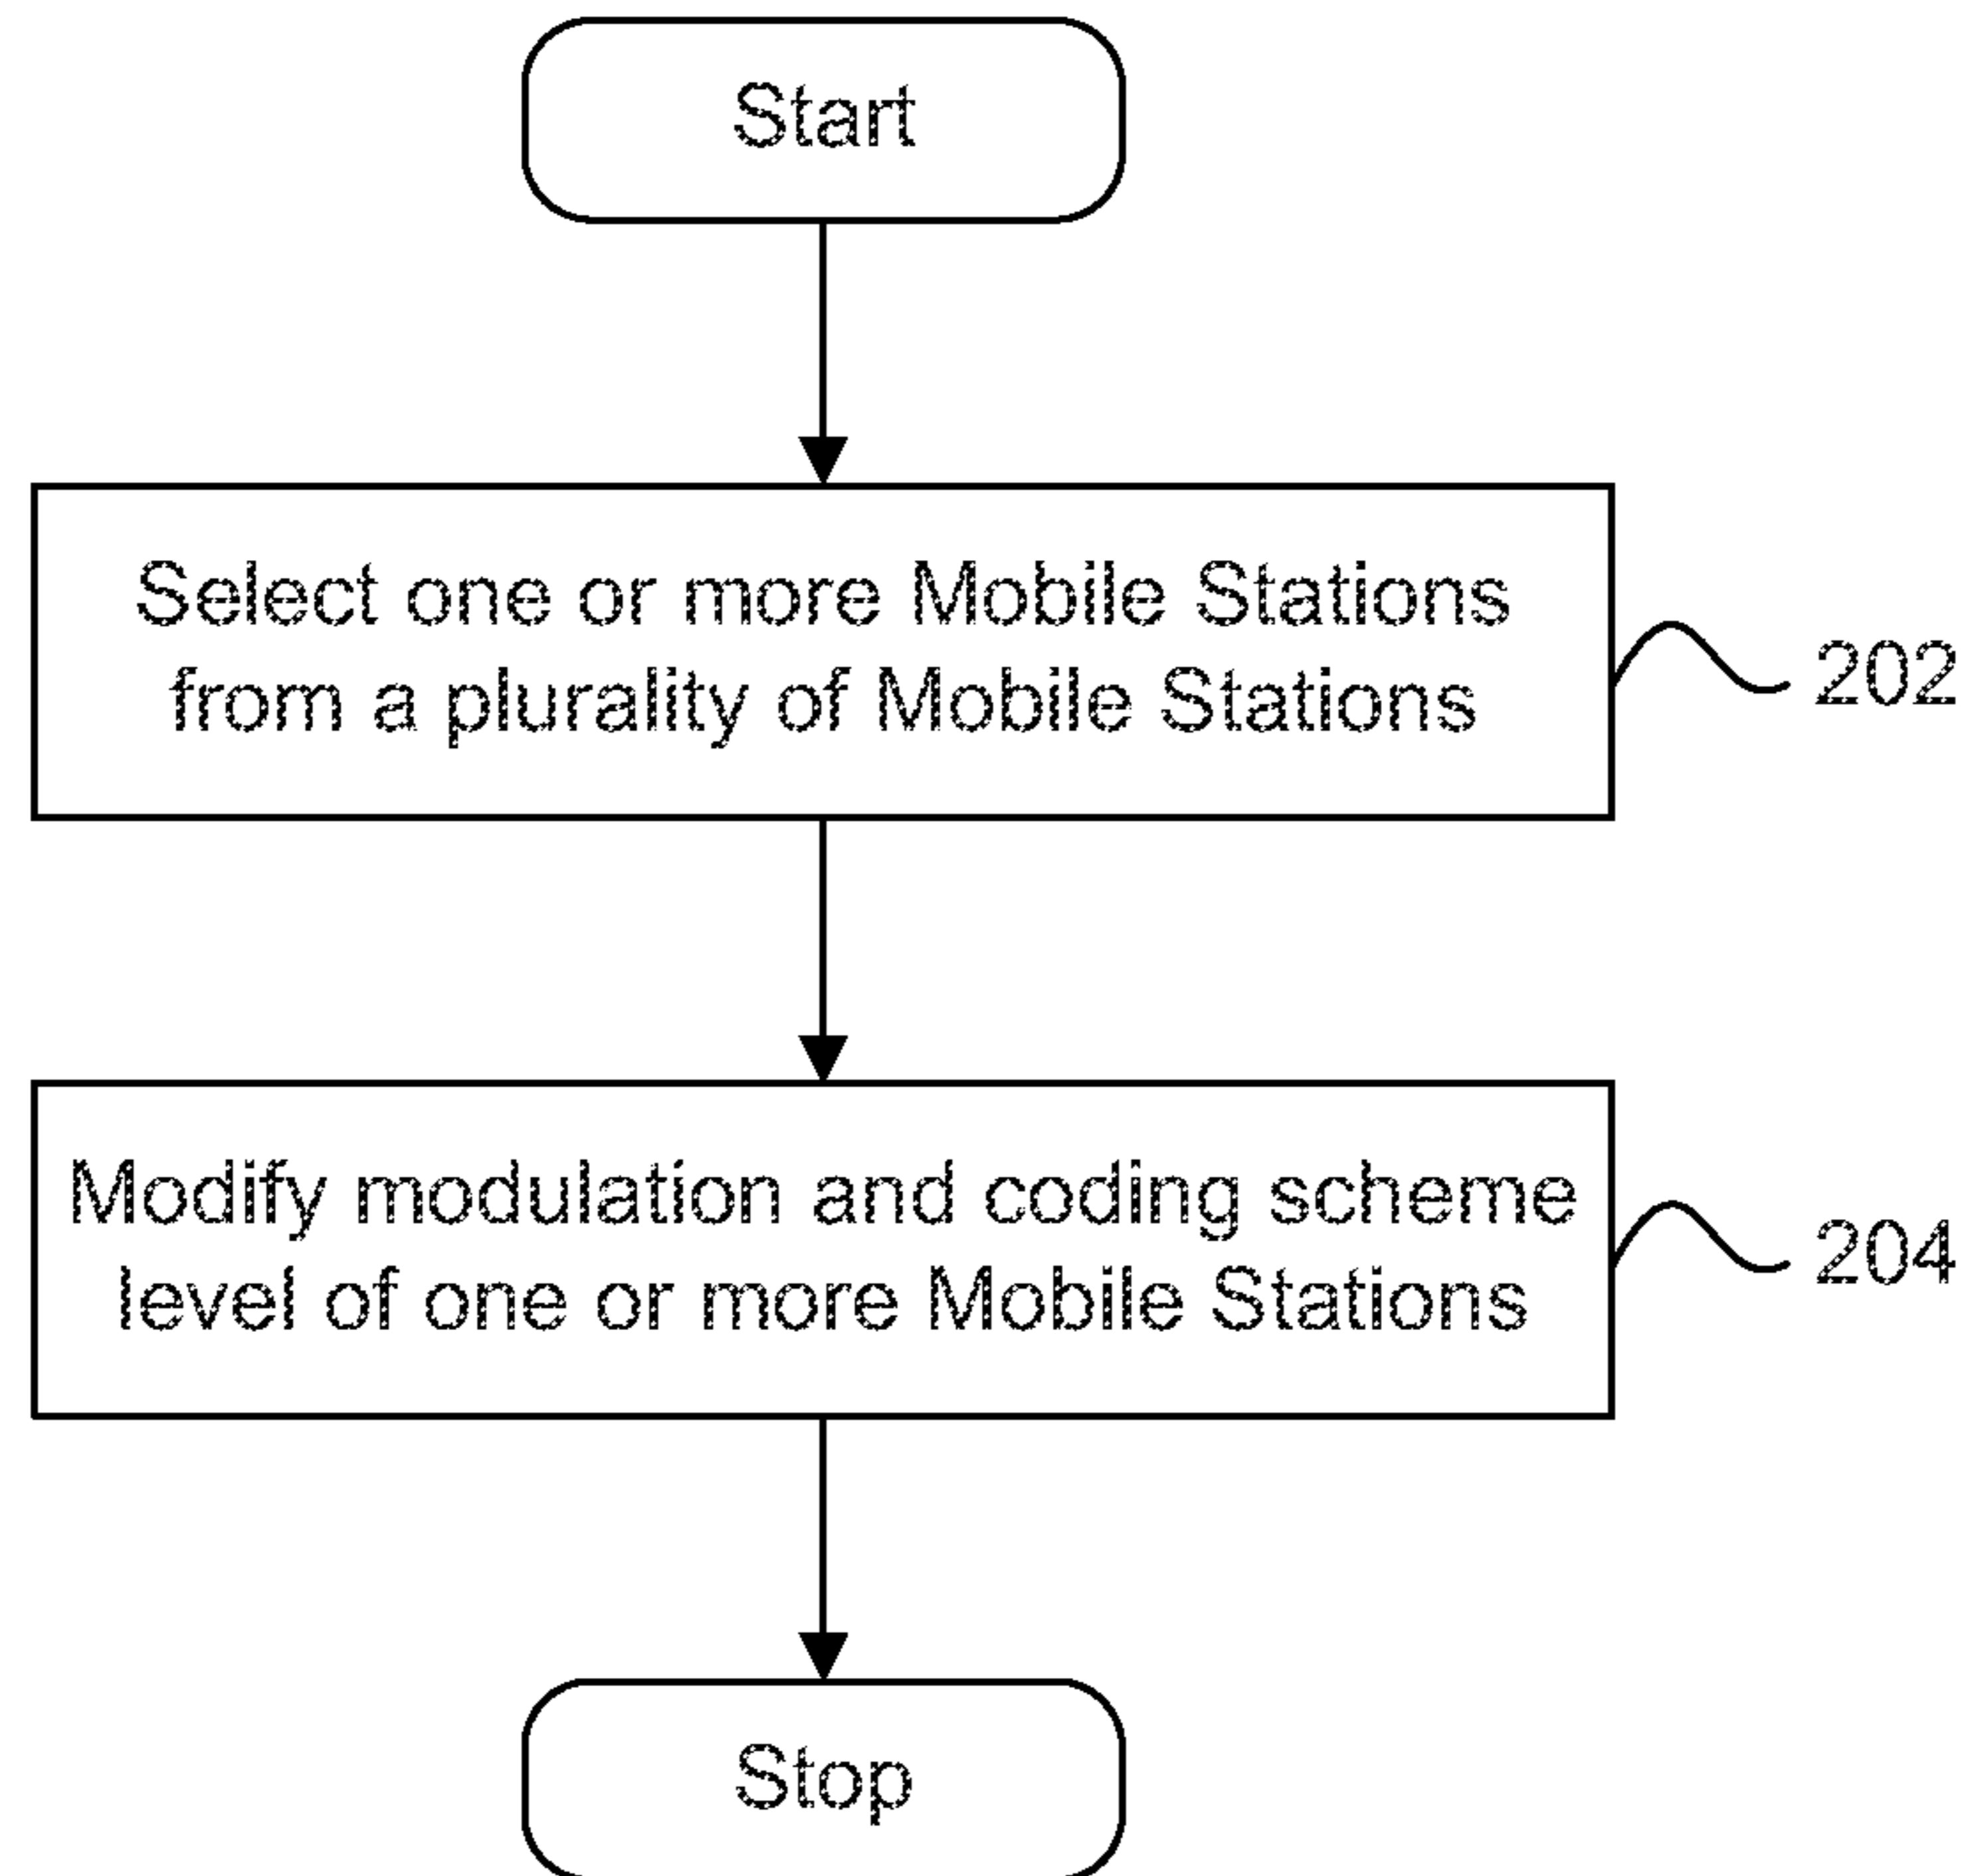 Start
Select one or more Mobile Stations
from a plurality of Mobile Stations
202
Modify modulation and coding scheme
level of one or more Mobile Stations
204
Stop